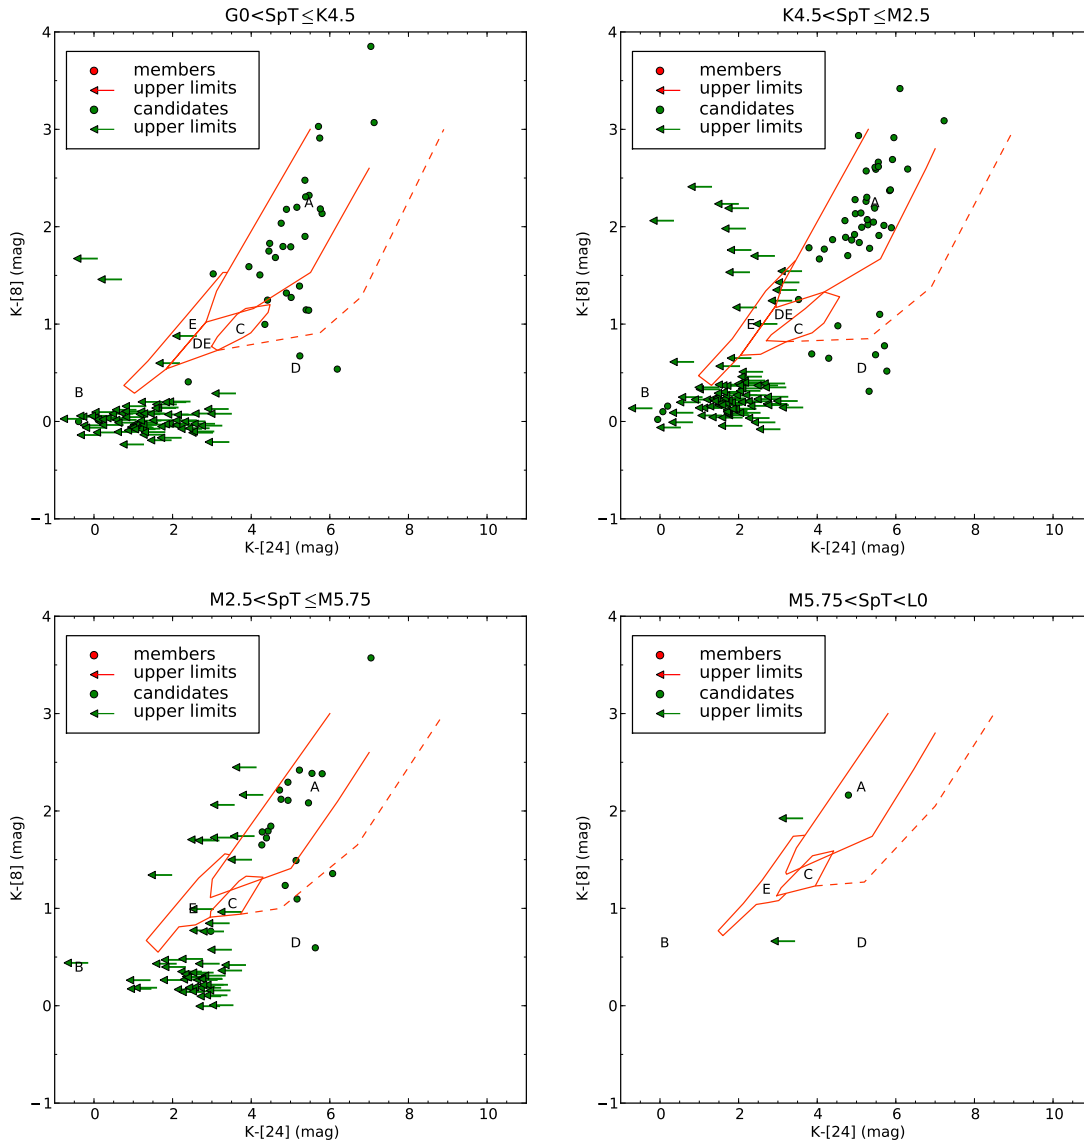 G0<SpT≤K4.5
4
3
2
1
0
−1
K-[8] (mag)
members
upper limits
candidates
upper limits
A
E
DE
C
D
B
0 2 4 6 8 10
K-[24] (mag)
K4.5<SpT≤M2.5
4
3
2
1
0
−1
K-[8] (mag)
members
upper limits
candidates
upper limits
A
DE
E
C
D
B
0 2 4 6 8 10
K-[24] (mag)
M2.5<SpT≤M5.75
4
3
2
1
0
−1
K-[8] (mag)
members
upper limits
candidates
upper limits
A
E
C
D
B
0 2 4 6 8 10
K-[24] (mag)
M5.75<SpT<L0
4
3
2
1
0
−1
K-[8] (mag)
members
upper limits
candidates
upper limits
A
C
E
B
D
0 2 4 6 8 10
K-[24] (mag)